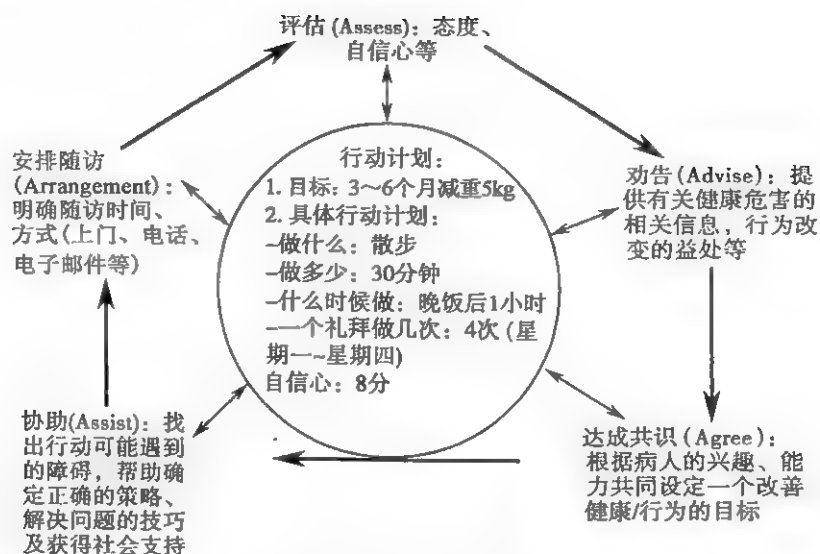 评估(Assess)：态度、
自信心等
劝告(Advise)：提
供有关健康危害的
相关信息，行为改
变的益处等
达成共识(Agree)：
根据病人的兴趣、能
力共同设定一个改善
健康/行为的目标
协助(Assist)：找
出行动可能遇到
的障碍，帮助确
定正确的策略、
解决问题的技巧
及获得社会支持
安排随访
(Arrangement)：
明确随访时间、
方式(上门、电话、
电子邮件等)
行动计划：
1. 目标：3～6个月减重5kg
2. 具体行动计划：
-做什么：散步
-做多少：30分钟
-什么时候做：晚饭后1小时
-一个礼拜做几次：4次 (星
期一~星期四)
自信心：8分